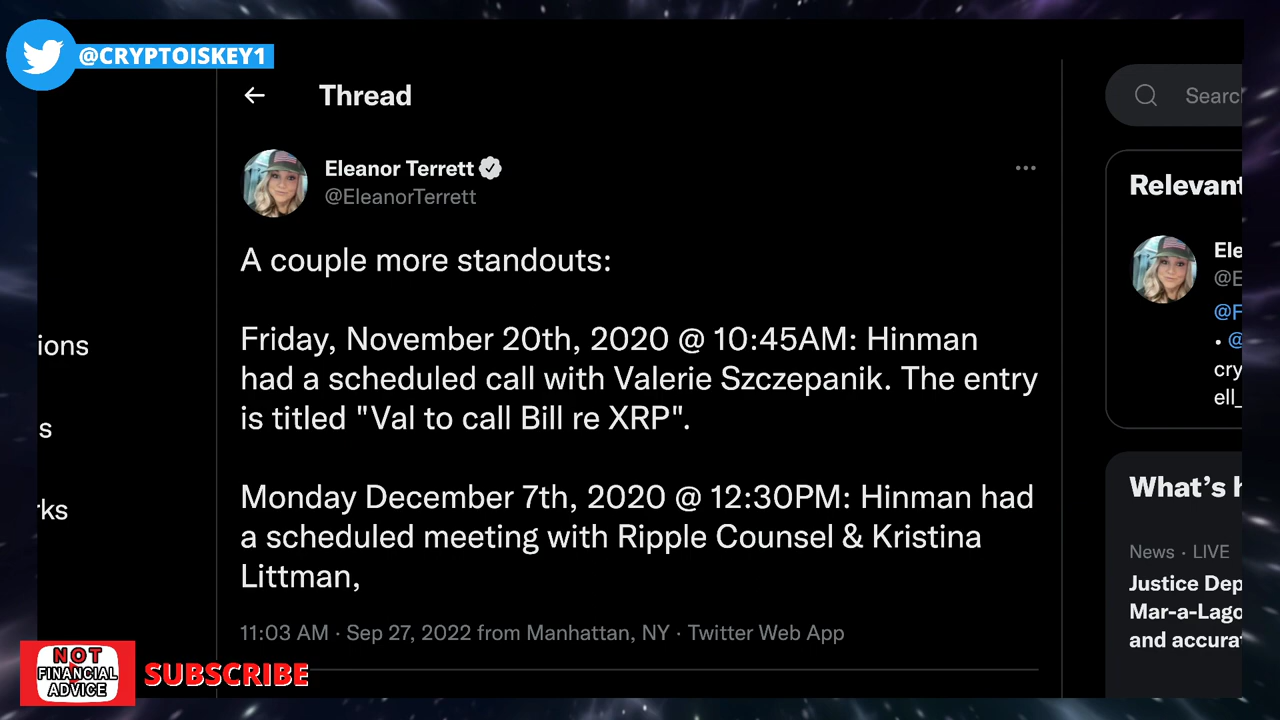 @CRYPTOISKEY1
Thread
Searc
Eleanor Terrett
@EleanorTerrett
A couple more standouts:
Friday, November 20th, 2020 @ 10:45AM: Hinman
had a scheduled call with Valerie Szczepanik. The entry
is titled "Val to call Bill re XRP".
Monday December 7th, 2020 @ 12:30PM: Hinman had
a scheduled meeting with Ripple Counsel & Kristina
Littman,
11:03 AM · Sep 27, 2022 from Manhattan, NY · Twitter Web App
ions
s
rks
Relevant
Ele
@E
@F
• @
cry
ell_
What's h
News · LIVE
Justice Dep
Mar-a-Lago
and accurat
NOT
FINANCIAL
ADVICE
SUBSCRIBE